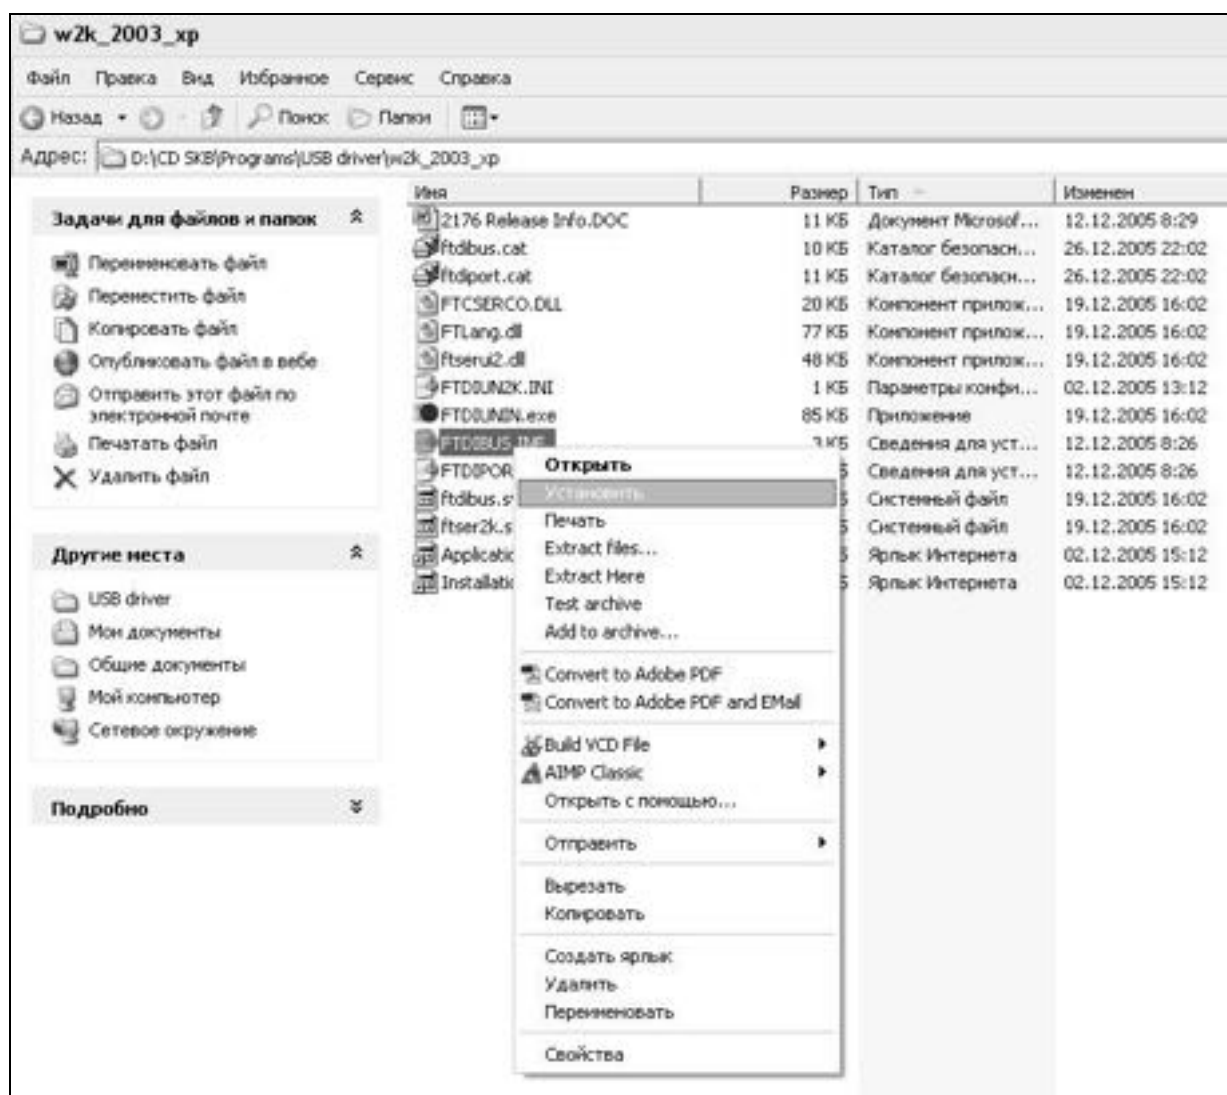 w2k_2003_xp
Файл Правка Вид Избранное Сервис Справка
Назад Поиск Папки
Адрес: D:\CD SKB\Programs\USB driver\w2k_2003_xp
Имя Размер Тип Изменен
Задачи для файлов и папок
Переименовать файл
Переместить файл
Копировать файл
Опубликовать файл в вебе
Отправить этот файл по
электронной почте
Печатать файл
Удалить файл
Другие места
USB driver
Мои документы
Общие документы
Мой компьютер
Сетевое окружение
Подробно
2176 Release Info.DOC 11 КБ Документ Microsof... 12.12.2005 8:29
ftdibus.cat 10 КБ Каталог безопасн... 26.12.2005 22:02
ftdiport.cat 11 КБ Каталог безопасн... 26.12.2005 22:02
FTCSERCO.DLL 20 КБ Компонент прилож... 19.12.2005 16:02
FTLang.dll 77 КБ Компонент прилож... 19.12.2005 16:02
ftserui2.dll 48 КБ Компонент прилож... 19.12.2005 16:02
FTDIUN2K.INI 1 КБ Параметры конфи... 02.12.2005 13:12
FTDIUNIN.exe 85 КБ Приложение 19.12.2005 16:02
FTDIBUS.INF 3 КБ Сведения для уст... 12.12.2005 8:26
FTDIPOR Б Сведения для уст... 12.12.2005 8:26
ftdibus.s Б Системный файл 19.12.2005 16:02
ftser2k.s Б Системный файл 19.12.2005 16:02
Applicatio Б Ярлык Интернета 02.12.2005 15:12
Installatio Б Ярлык Интернета 02.12.2005 15:12
Открыть
Установить
Печать
Extract files...
Extract Here
Test archive
Add to archive...
Convert to Adobe PDF
Convert to Adobe PDF and EMail
Build VCD File
AIMP Classic
Открыть с помощью...
Отправить
Вырезать
Копировать
Создать ярлык
Удалить
Переименовать
Свойства